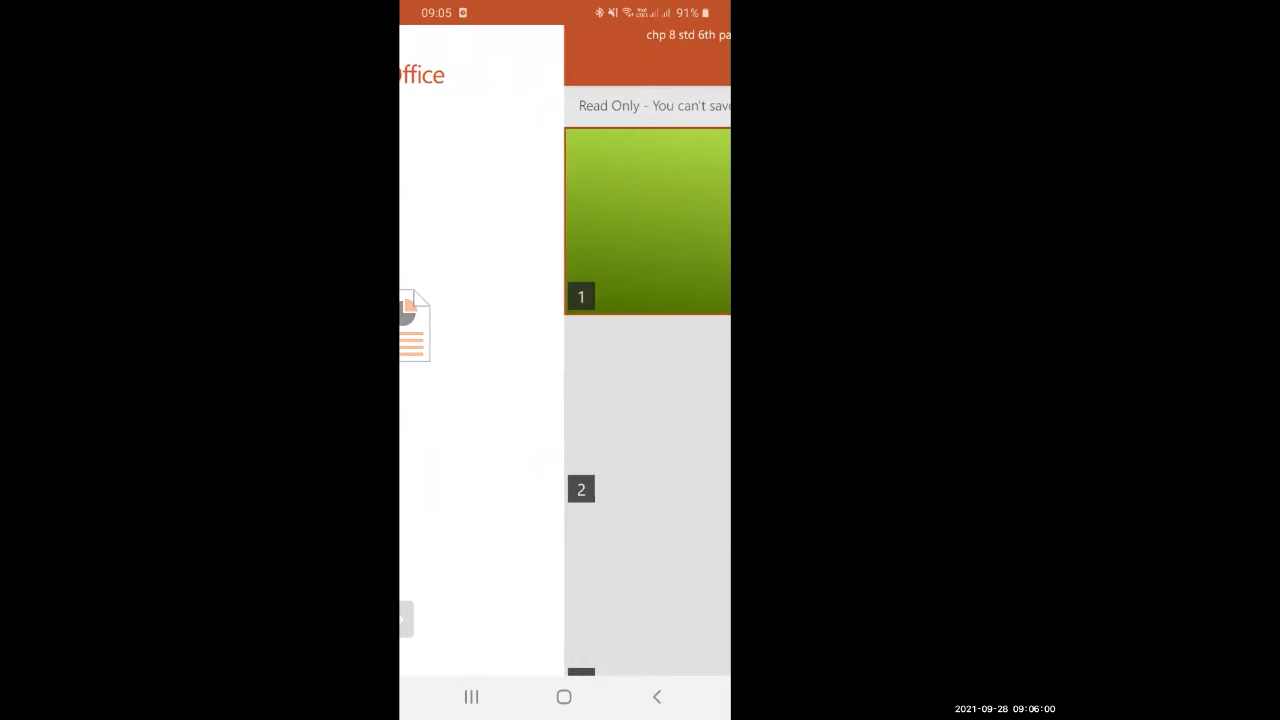 09:05
91%
chp 8 std 6th pa
ffice
Read Only - You can't sav
1
2
2021-09-28 09:06:00